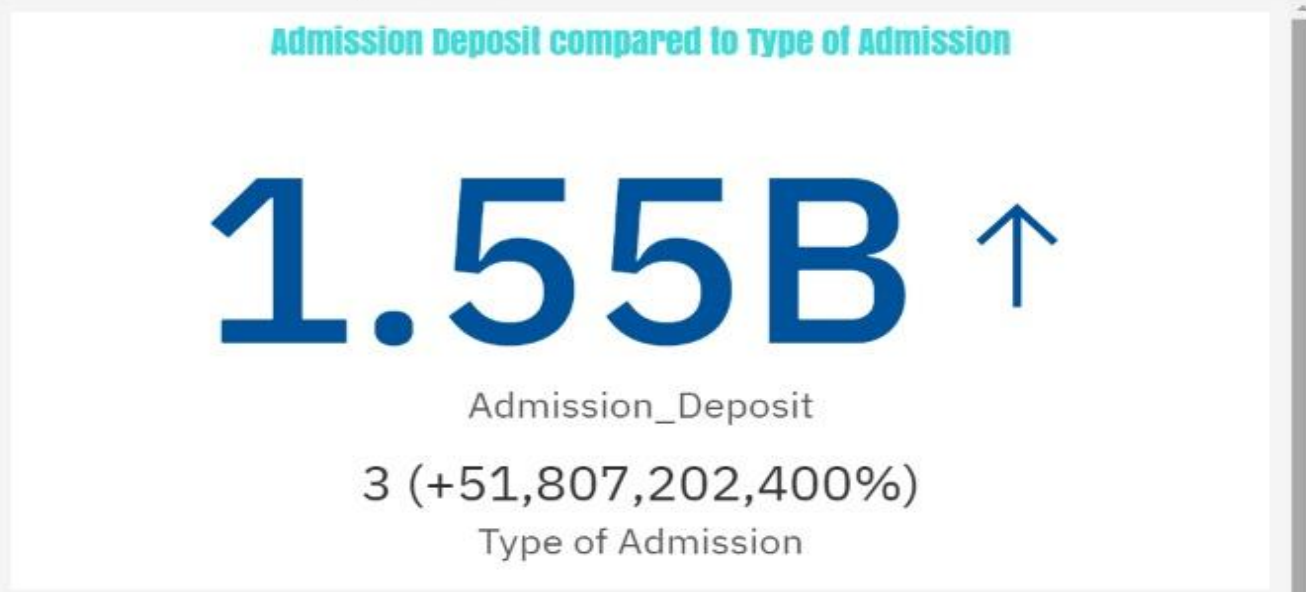 Admission Deposit compared to Type of Admission
1.55B ↑
Admission_Deposit
3 (+51,807,202,400%)
Type of Admission